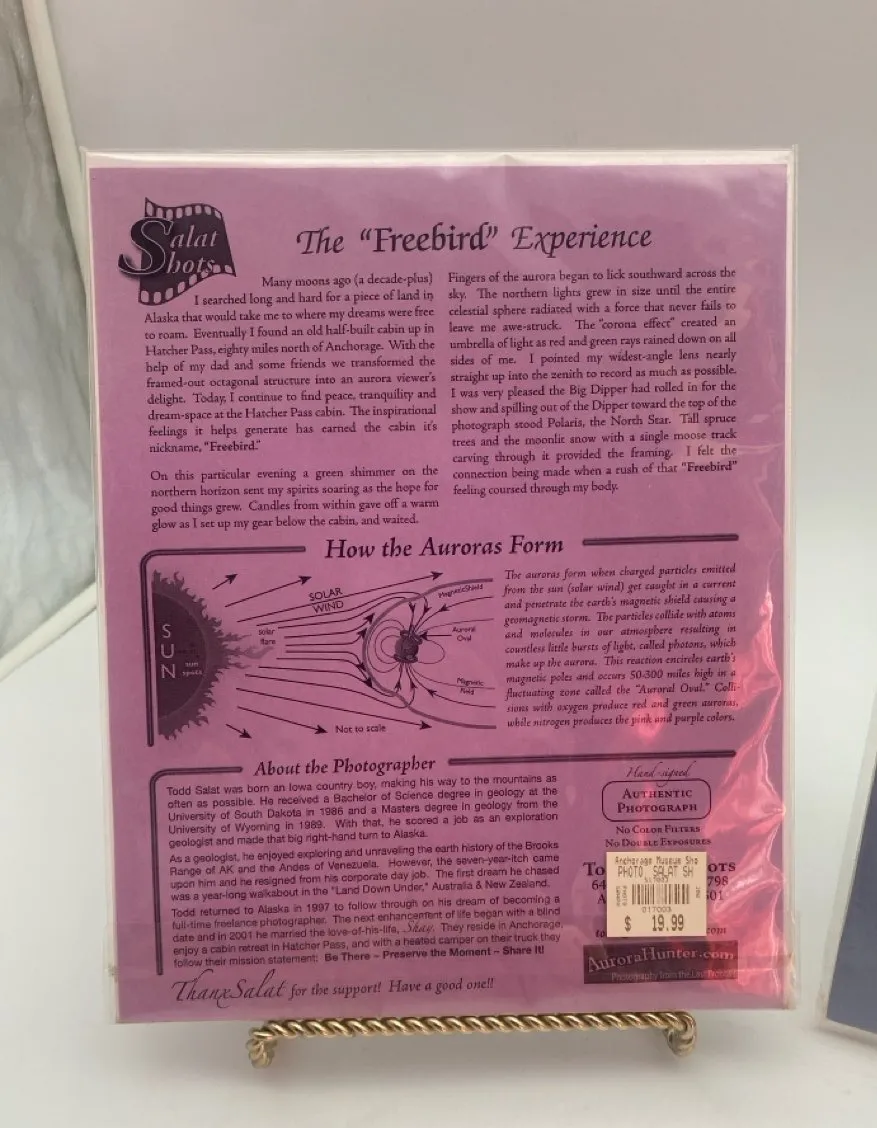 Salat
Shots
The "Freebird" Experience
Many moons ago (a decade-plus)
I searched long and hard for a piece of land in
Alaska that would take me to where my dreams were free
to roam. Eventually I found an old half-built cabin up in
Hatcher Pass, eighty miles north of Anchorage. With the
help of my dad and some friends we transformed the
framed-out octagonal structure into an aurora viewer's
delight. Today, I continue to find peace, tranquility and
dream-space at the Hatcher Pass cabin. The inspirational
feelings it helps generate has earned the cabin it's
nickname, "Freebird."
On this particular evening a green shimmer on the
northern horizon sent my spirits soaring as the hope for
good things grew. Candles from within gave off a warm
glow as I set up my gear below the cabin, and waited.
Fingers of the aurora began to lick southward across the
sky. The northern lights grew in size until the entire
celestial sphere radiated with a force that never fails to
leave me awe-struck. The "corona effect" created an
umbrella of light as red and green rays rained down on all
sides of me. I pointed my widest-angle lens nearly
straight up into the zenith to record as much as possible.
I was very pleased the Big Dipper had rolled in for the
show and spilling out of the Dipper toward the top of the
photograph stood Polaris, the North Star. Tall spruce
trees and the moonlit snow with a single moose track
carving through it provided the framing. I felt the
connection being made when a rush of that "Freebird"
feeling coursed through my body.
How the Auroras Form
SUN
sun
spots
solar
flare
SOLAR
WIND
Magnetic Shield
Auroral
Oval
Magnetic
Field
Not to scale
The auroras form when charged particles emitted
from the sun (solar wind) get caught in a current
and penetrate the earth's magnetic shield causing a
geomagnetic storm. The particles collide with atoms
and molecules in our atmosphere resulting in
countless little bursts of light, called photons, which
make up the aurora. This reaction encircles earth's
magnetic poles and occurs 50-300 miles high in a
fluctuating zone called the "Auroral Oval." Colli-
sions with oxygen produce red and green auroras,
while nitrogen produces the pink and purple colors.
About the Photographer
Todd Salat was born an Iowa country boy, making his way to the mountains as
often as possible. He received a Bachelor of Science degree in geology at the
University of South Dakota in 1986 and a Masters degree in geology from the
University of Wyoming in 1989. With that, he scored a job as an exploration
geologist and made that big right-hand turn to Alaska.
As a geologist, he enjoyed exploring and unraveling the earth history of the Brooks
Range of AK and the Andes of Venezuela. However, the seven-year-itch came
upon him and he resigned from his corporate day job. The first dream he chased
was a year-long walkabout in the "Land Down Under," Australia & New Zealand.
Todd returned to Alaska in 1997 to follow through on his dream of becoming a
full-time freelance photographer. The next enhancement of life began with a blind
date and in 2001 he married the love-of-his-life, Shay. They reside in Anchorage,
enjoy a cabin retreat in Hatcher Pass, and with a heated camper on their truck they
follow their mission statement: Be There ~ Preserve the Moment ~ Share It!
ThanxSalat for the support! Have a good one!!
Hand-signed
Authentic
Photograph
No Color Filters
No Double Exposures
Anchorage Museum Sho
PHOTO SALAT SH
017003
$ 19.99
AuroraHunter.com
Photography from the Last Frontier